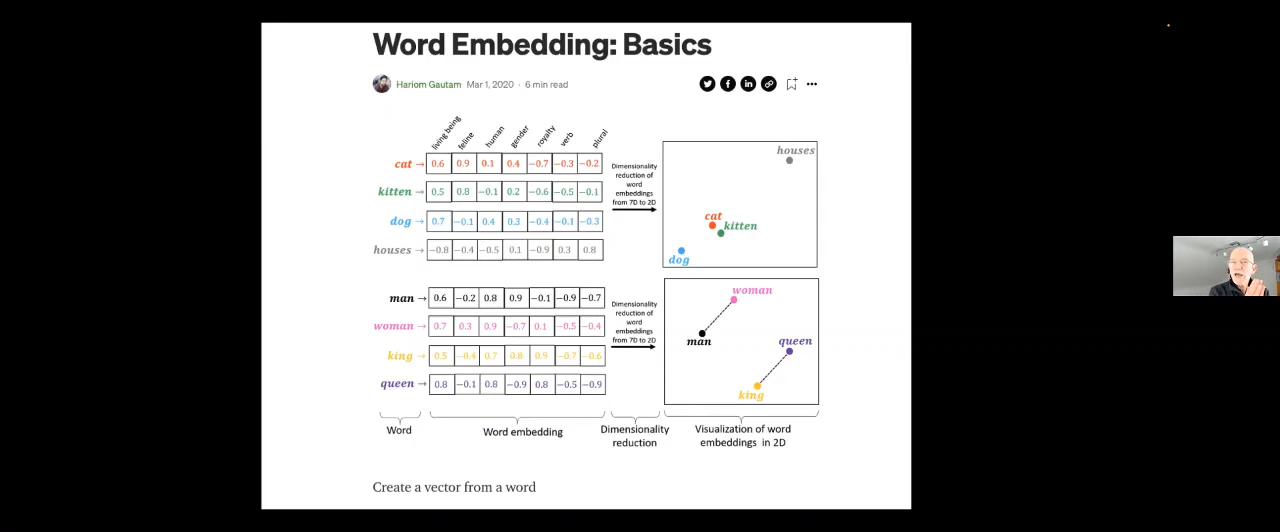 Word Embedding: Basics
Hariom Gautam Mar 1, 2020 · 6 min read
living being feline human gender royalty verb plural
cat → 0.6 0.9 0.1 0.4 −0.7 −0.3 −0.2
kitten → 0.5 0.8 −0.1 0.2 −0.6 −0.5 −0.1
dog → 0.7 −0.1 0.4 0.3 −0.4 −0.1 −0.3
houses → −0.8 −0.4 −0.5 0.1 −0.9 0.3 0.8
Dimensionality
reduction of
word
embeddings
from 7D to 2D
houses
cat
kitten
dog
man → 0.6 −0.2 0.8 0.9 −0.1 −0.9 −0.7
woman → 0.7 0.3 0.9 −0.7 0.1 −0.5 −0.4
king → 0.5 −0.4 0.7 0.8 0.9 −0.7 −0.6
queen → 0.8 −0.1 0.8 −0.9 0.8 −0.5 −0.9
Dimensionality
reduction of
word
embeddings
from 7D to 2D
woman
man
queen
king
Word
Word embedding
Dimensionality
reduction
Visualization of word
embeddings in 2D
Create a vector from a word